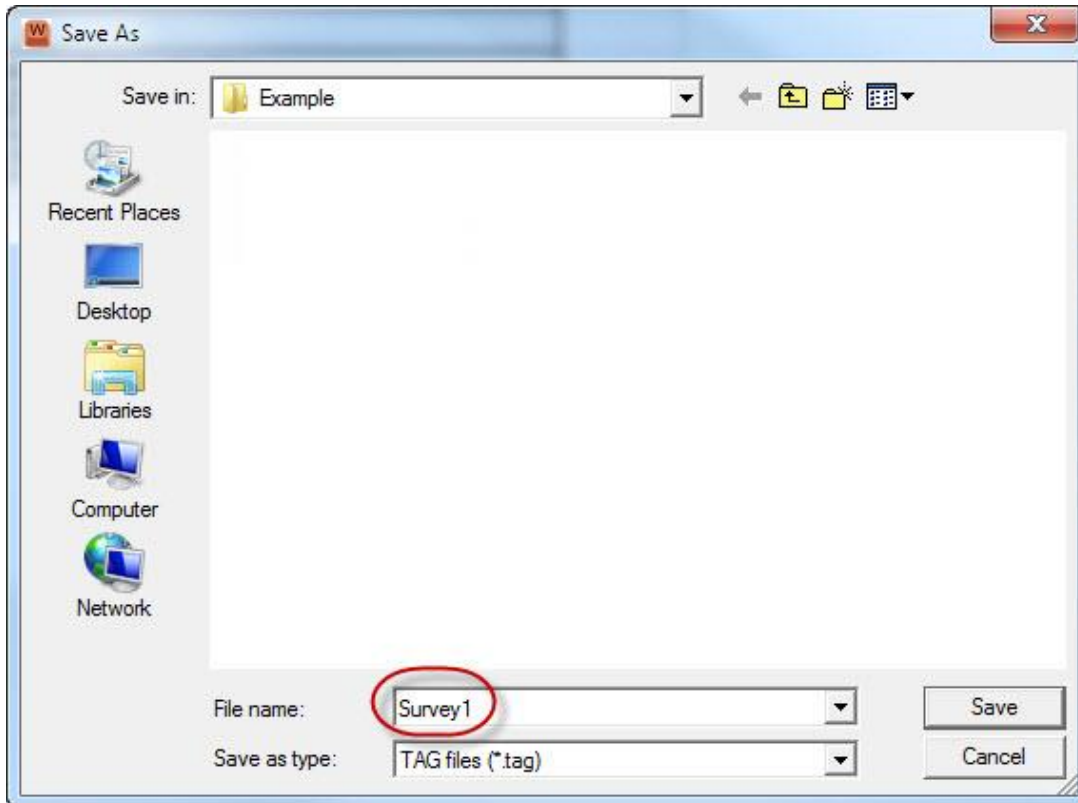 W Save As
Save in: Example
Recent Places
Desktop
Libraries
Computer
Network
File name: Survey1 Save
Save as type: TAG files (*.tag) Cancel